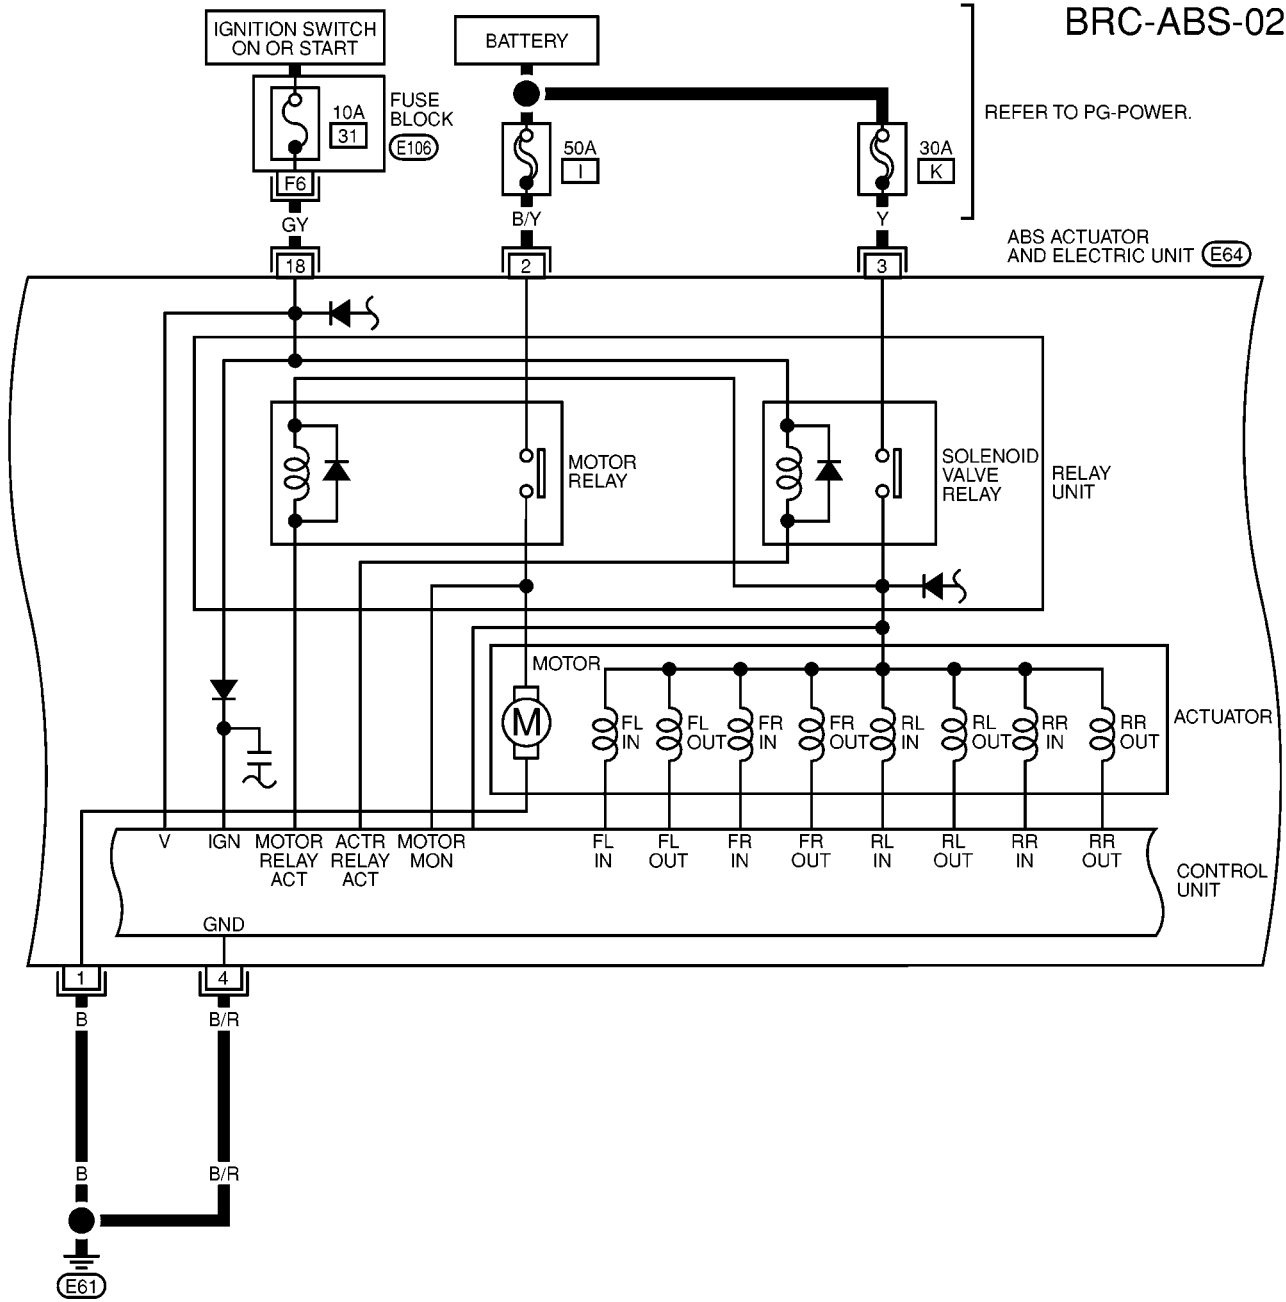 BRC-ABS-02
IGNITION SWITCH
ON OR START
BATTERY
10A
31
FUSE
BLOCK
E106
F6
GY
50A
I
B/Y
30A
K
Y
REFER TO PG-POWER.
ABS ACTUATOR
AND ELECTRIC UNIT
E64
18
2
3
MOTOR
RELAY
SOLENOID
VALVE
RELAY
RELAY
UNIT
MOTOR
M
FL
IN
FL
OUT
FR
IN
FR
OUT
RL
IN
RL
OUT
RR
IN
RR
OUT
ACTUATOR
V
IGN
MOTOR
RELAY
ACT
ACTR
RELAY
ACT
MOTOR
MON
FL
IN
FL
OUT
FR
IN
FR
OUT
RL
IN
RL
OUT
RR
IN
RR
OUT
CONTROL
UNIT
GND
1
4
B
B/R
B
B/R
E61